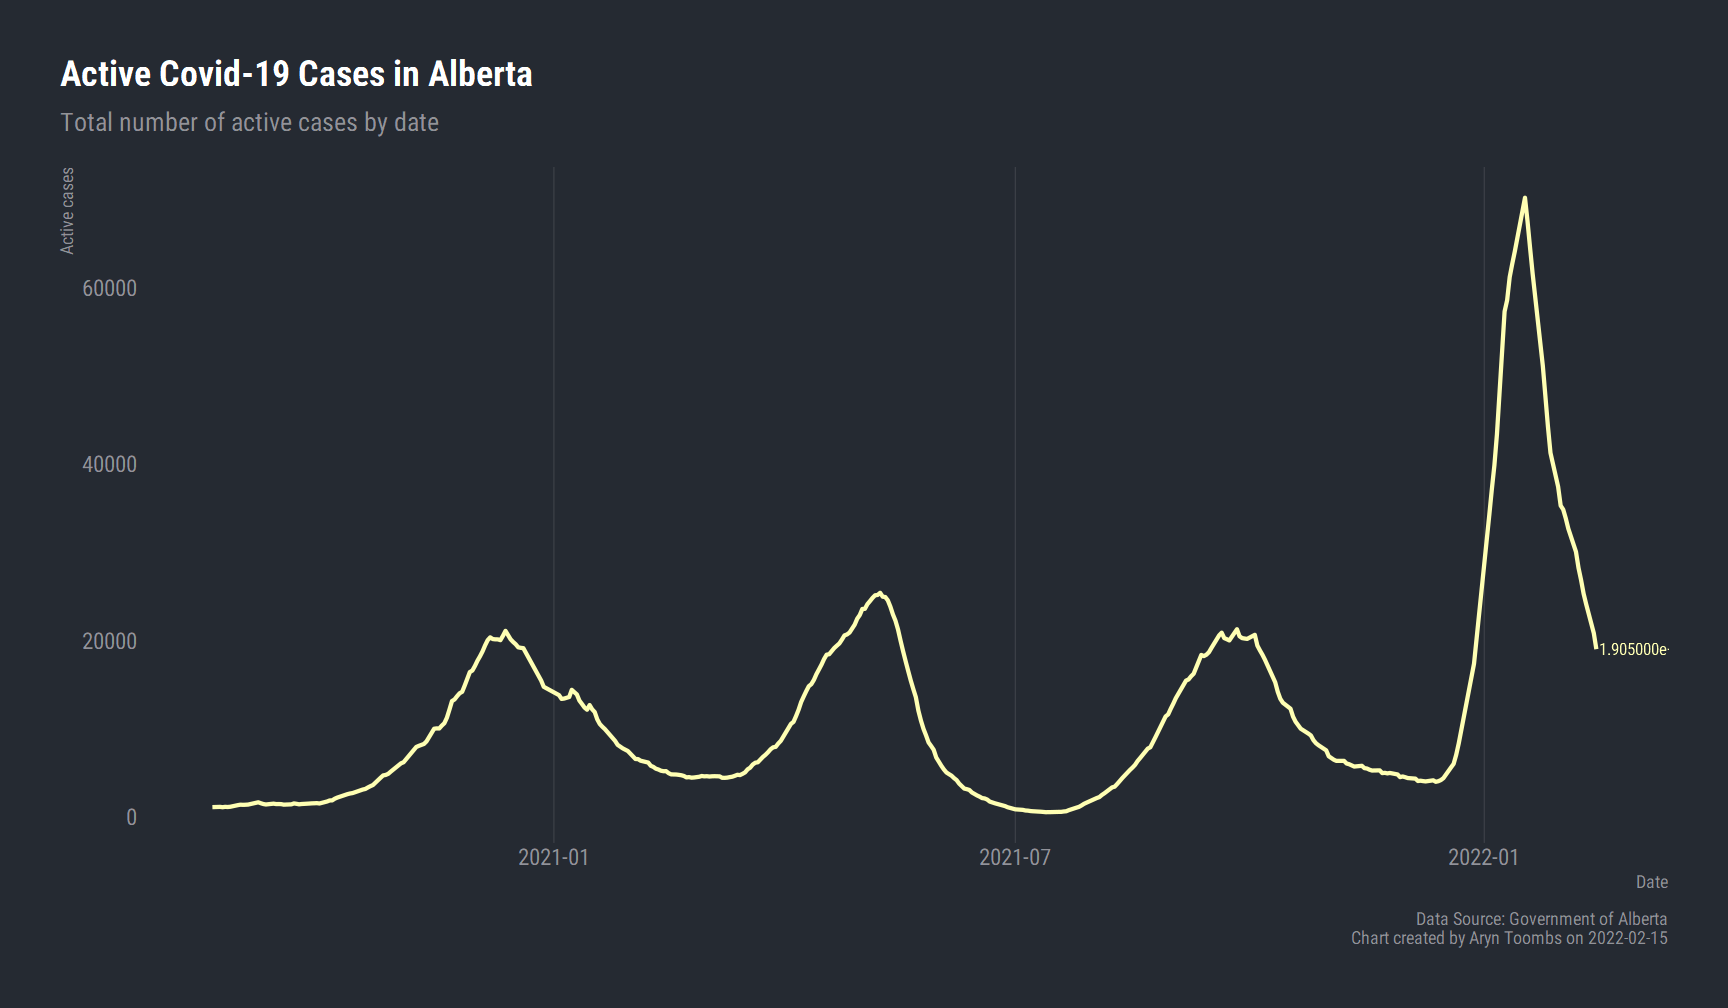 Active Covid-19 Cases in Alberta
Total number of active cases by date
Active cases
60000
40000
20000
0
1.905000e
2021-01
2021-07
2022-01
Date
Data Source: Government of Alberta
Chart created by Aryn Toombs on 2022-02-15